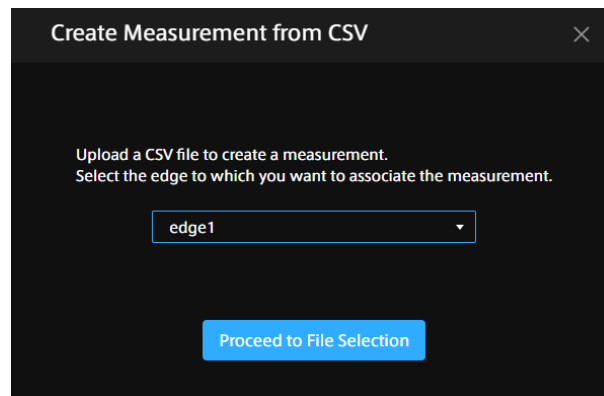 Create Measurement from CSV
Upload a CSV file to create a measurement.
Select the edge to which you want to associate the measurement.
edge1
Proceed to File Selection